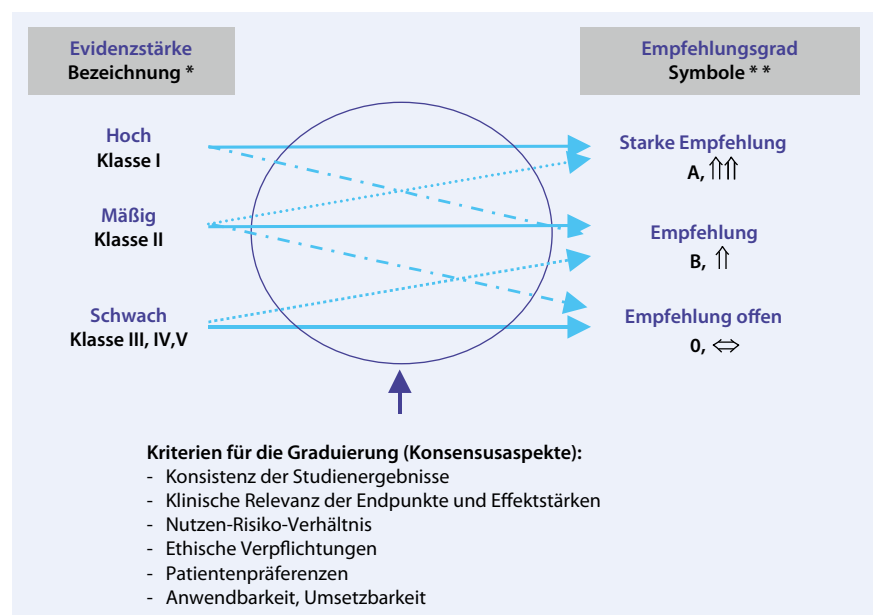 Evidenzstärke
Bezeichnung *
Empfehlungsgrad
Symbole * *
Hoch
Klasse I
Starke Empfehlung
A, ⇑⇑
Mäßig
Klasse II
Empfehlung
B, ⇑
Schwach
Klasse III, IV,V
Empfehlung offen
0, ⇔
Kriterien für die Graduierung (Konsensusaspekte):
- Konsistenz der Studienergebnisse
- Klinische Relevanz der Endpunkte und Effektstärken
- Nutzen-Risiko-Verhältnis
- Ethische Verpflichtungen
- Patientenpräferenzen
- Anwendbarkeit, Umsetzbarkeit